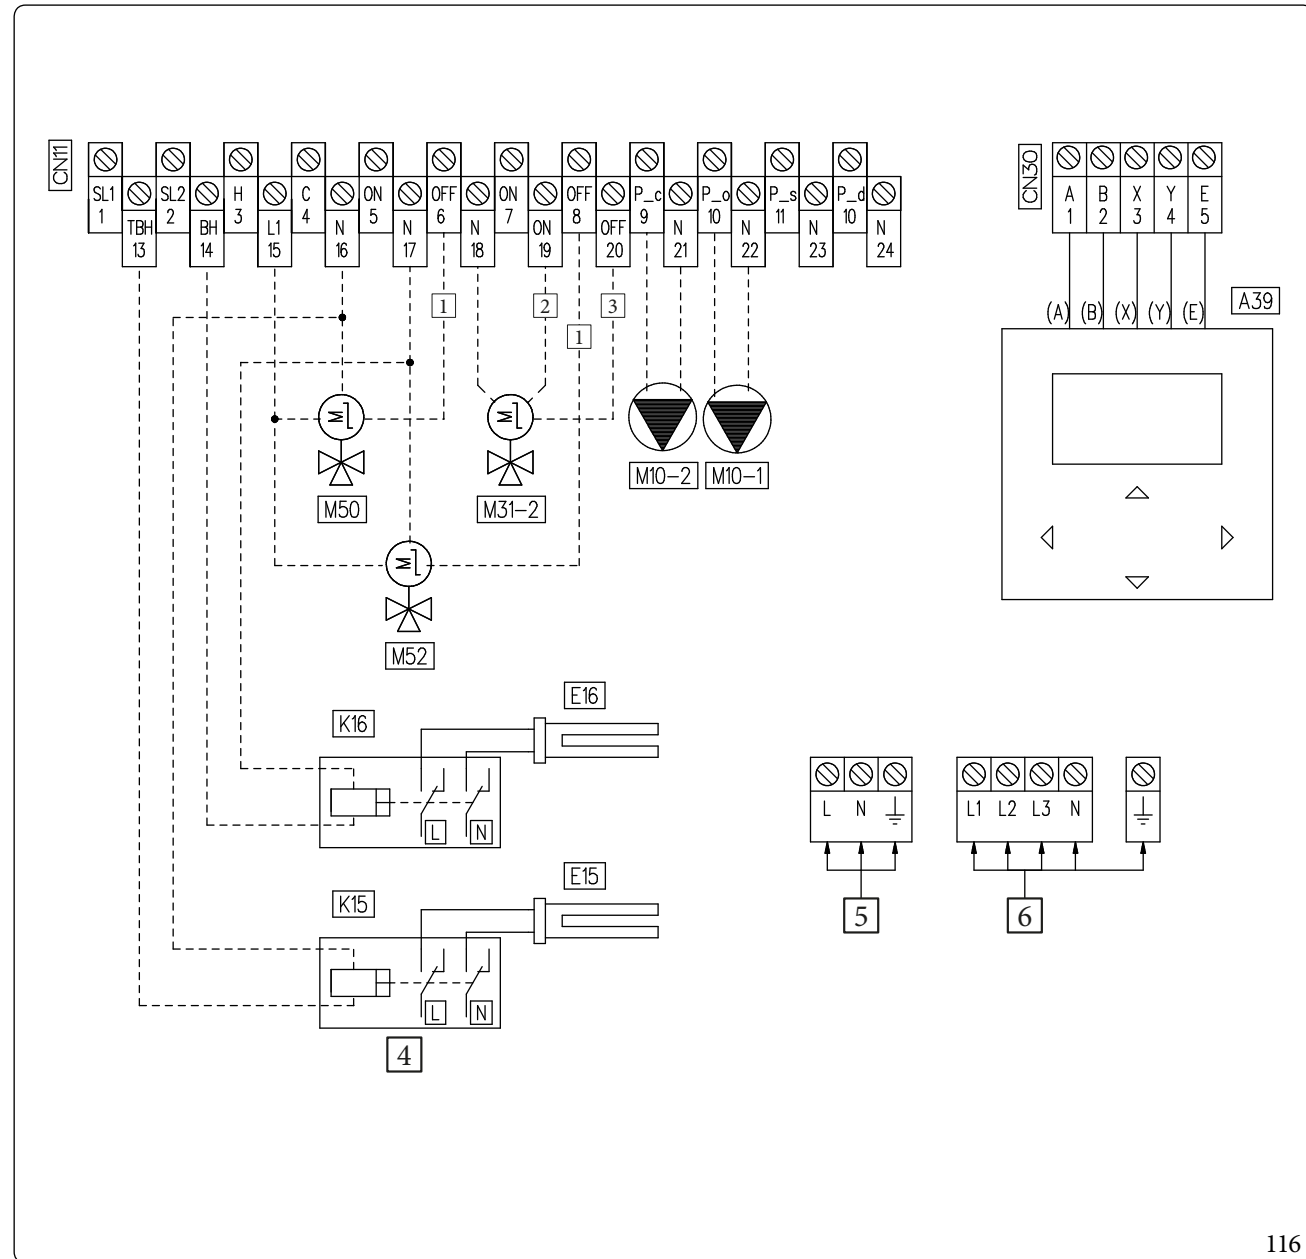 CN11
SL1 SL2 H C ON OFF ON OFF P_c P_o P_s P_d
1 2 3 4 5 6 7 8 9 10 11 10
TBH BH L1 N N N ON OFF N N N N
13 14 15 16 17 18 19 20 21 22 23 24
CN30
A B X Y E
1 2 3 4 5
(A) (B) (X) (Y) (E)
A39
1 2 3
1
M50 M31-2 M10-2 M10-1
M M
M
M52
E16
K16
L N
L N ⏚ L1 L2 L3 N ⏚
E15
K15
5 6
L N
4
116